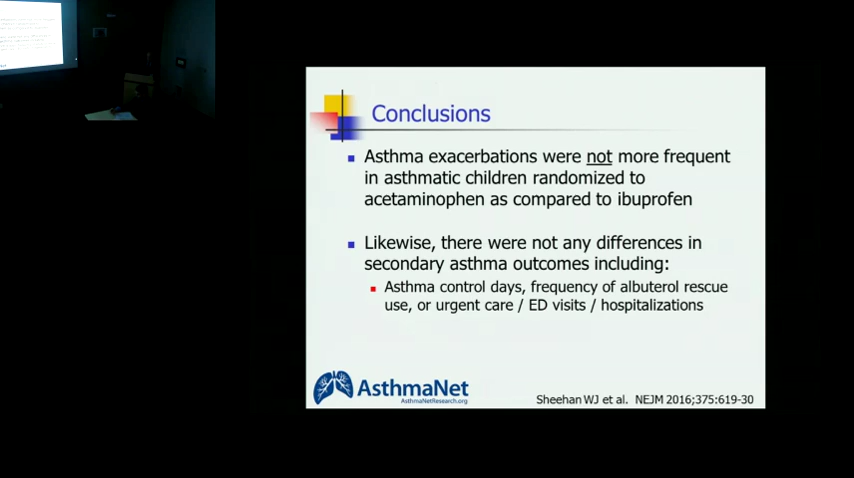 Conclusions
Asthma exacerbations were not more frequent
in asthmatic children randomized to
acetaminophen as compared to ibuprofen
Likewise, there were not any differences in
secondary asthma outcomes including:
Asthma control days, frequency of albuterol rescue
use, or urgent care / ED visits / hospitalizations
AsthmaNet
AsthmaNetResearch.org
Sheehan WJ et al. NEJM 2016;375:619-30